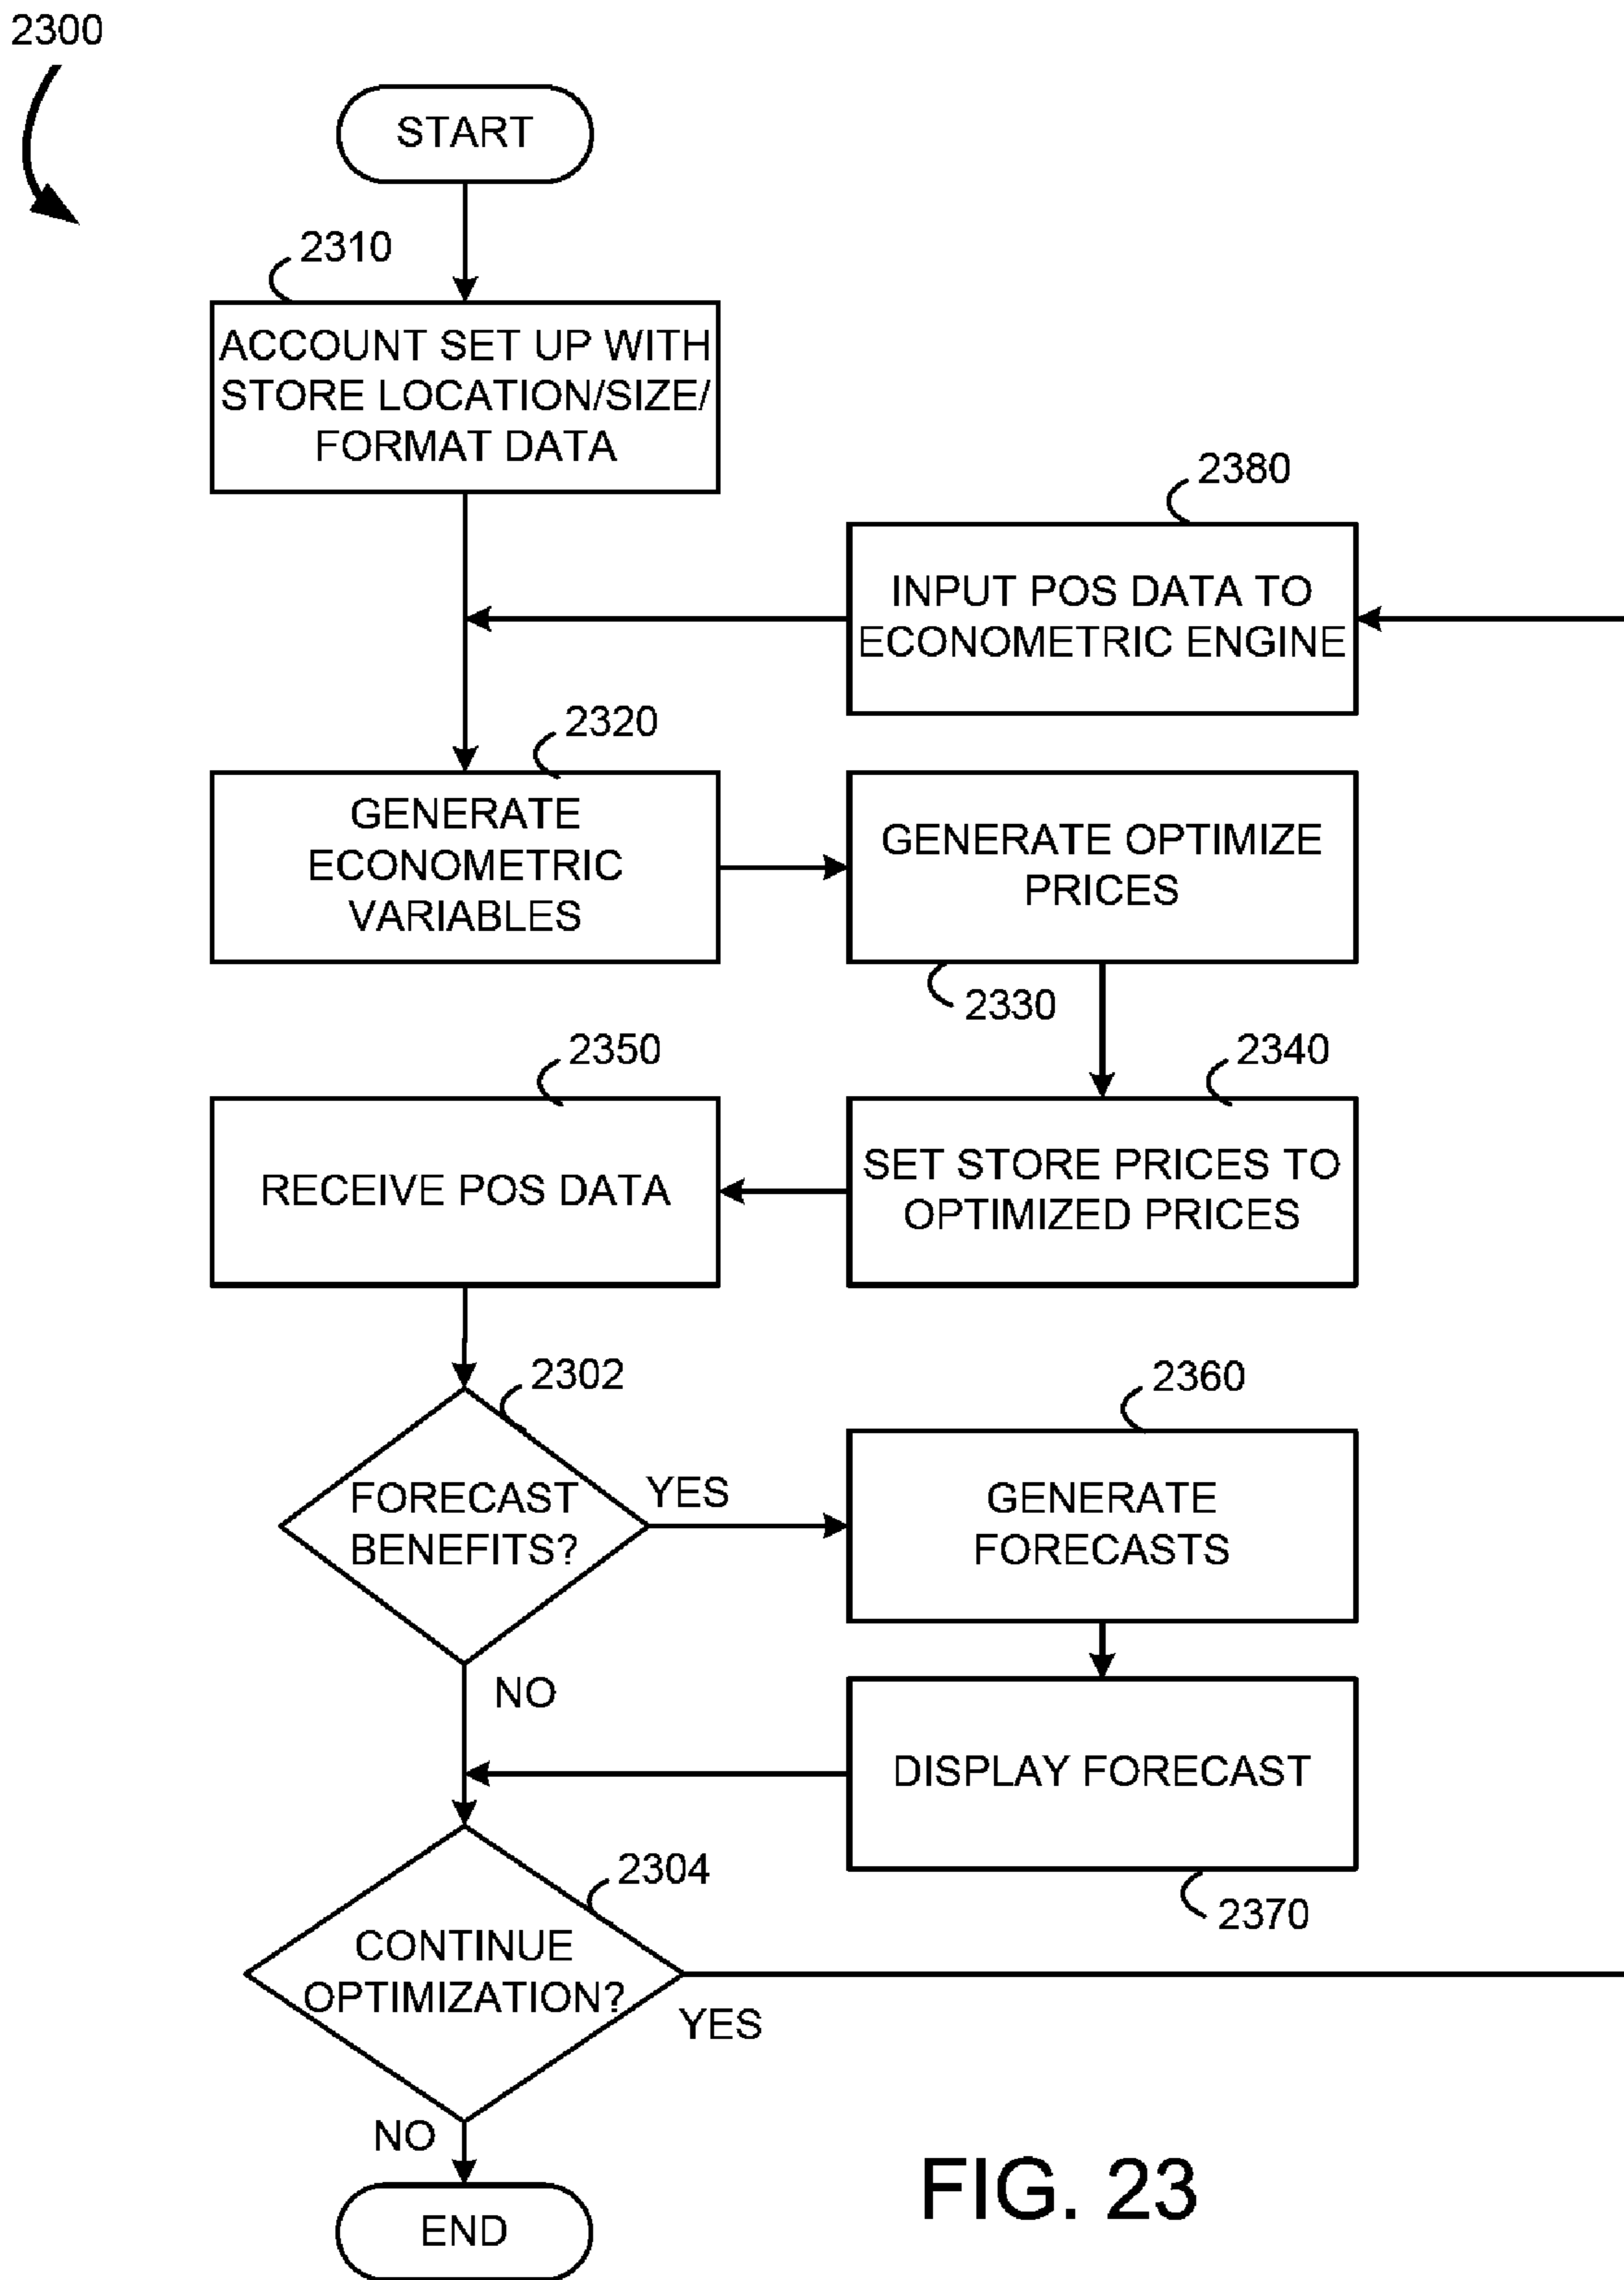 2300
START
2310
ACCOUNT SET UP WITH
STORE LOCATION/SIZE/
FORMAT DATA
2380
INPUT POS DATA TO
ECONOMETRIC ENGINE
2320
GENERATE
ECONOMETRIC
VARIABLES
GENERATE OPTIMIZE
PRICES
2330
2350
2340
RECEIVE POS DATA
SET STORE PRICES TO
OPTIMIZED PRICES
2302
2360
FORECAST
BENEFITS?
YES
GENERATE
FORECASTS
NO
DISPLAY FORECAST
2304
2370
CONTINUE
OPTIMIZATION?
YES
NO
END
FIG. 23